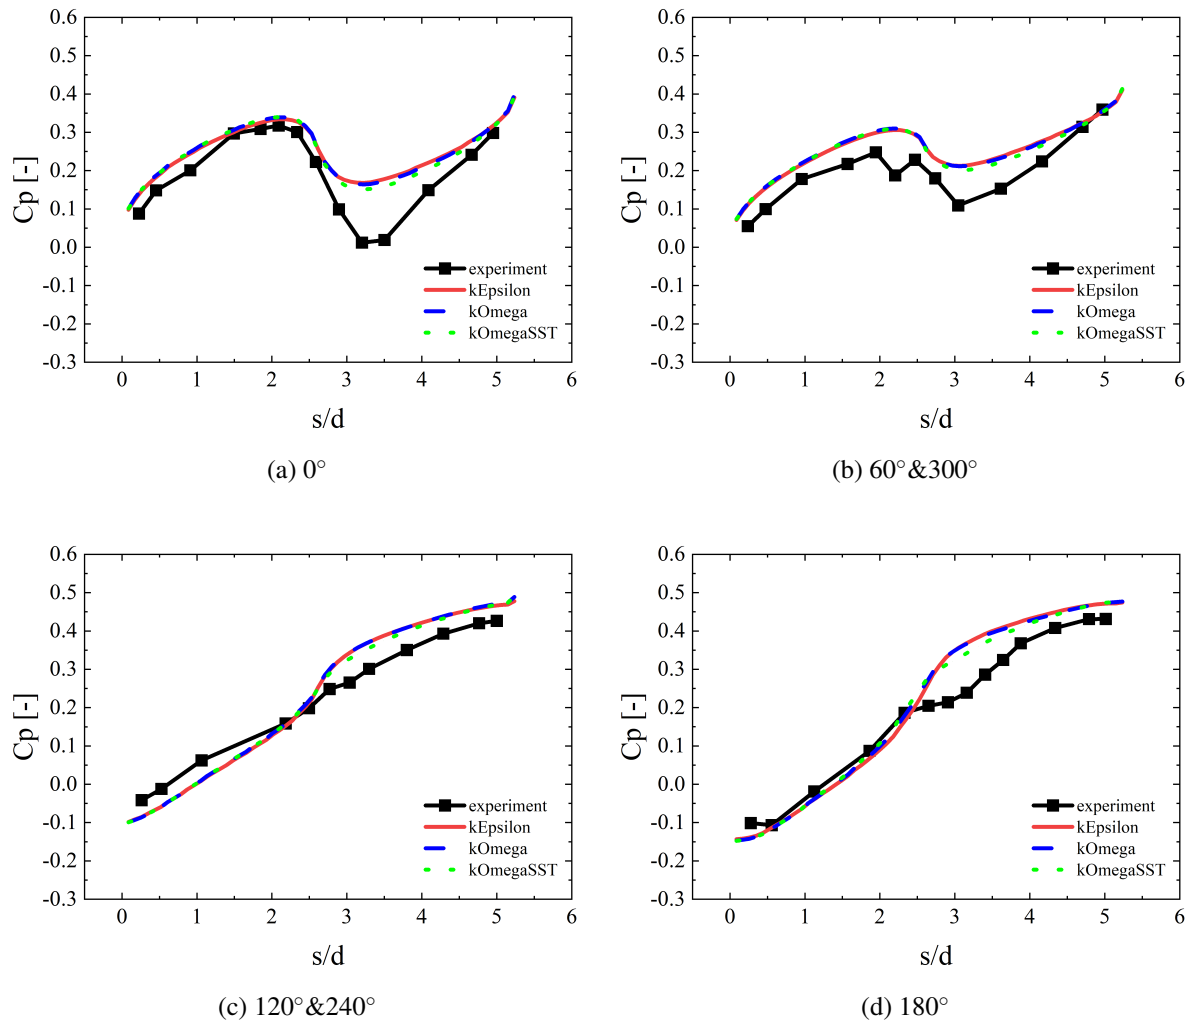 0.6
0.5
0.4
0.3
0.2
0.1
0.0
-0.1
-0.2
-0.3
Cp [-]
experiment
kEpsilon
kOmega
kOmegaSST
0 1 2 3 4 5 6
s/d
(a) 0°
0.6
0.5
0.4
0.3
0.2
0.1
0.0
-0.1
-0.2
-0.3
Cp [-]
experiment
kEpsilon
kOmega
kOmegaSST
0 1 2 3 4 5 6
s/d
(b) 60°&300°
0.6
0.5
0.4
0.3
0.2
0.1
0.0
-0.1
-0.2
-0.3
Cp [-]
experiment
kEpsilon
kOmega
kOmegaSST
0 1 2 3 4 5 6
s/d
(c) 120°&240°
0.6
0.5
0.4
0.3
0.2
0.1
0.0
-0.1
-0.2
-0.3
Cp [-]
experiment
kEpsilon
kOmega
kOmegaSST
0 1 2 3 4 5 6
s/d
(d) 180°